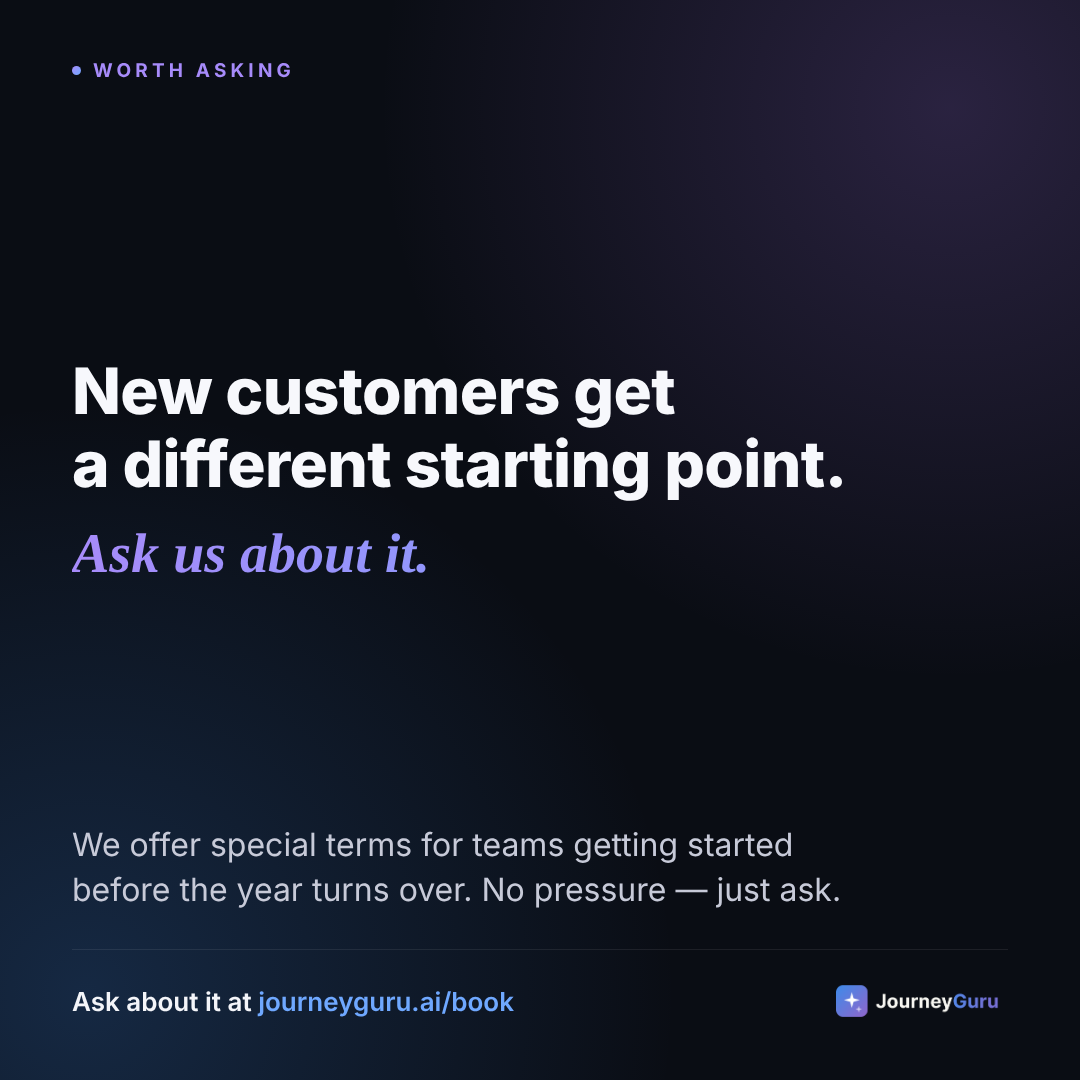 WORTH ASKING
New customers get
a different starting point.
Ask us about it.
We offer special terms for teams getting started
before the year turns over. No pressure — just ask.
Ask about it at journeyguru.ai/book
JourneyGuru